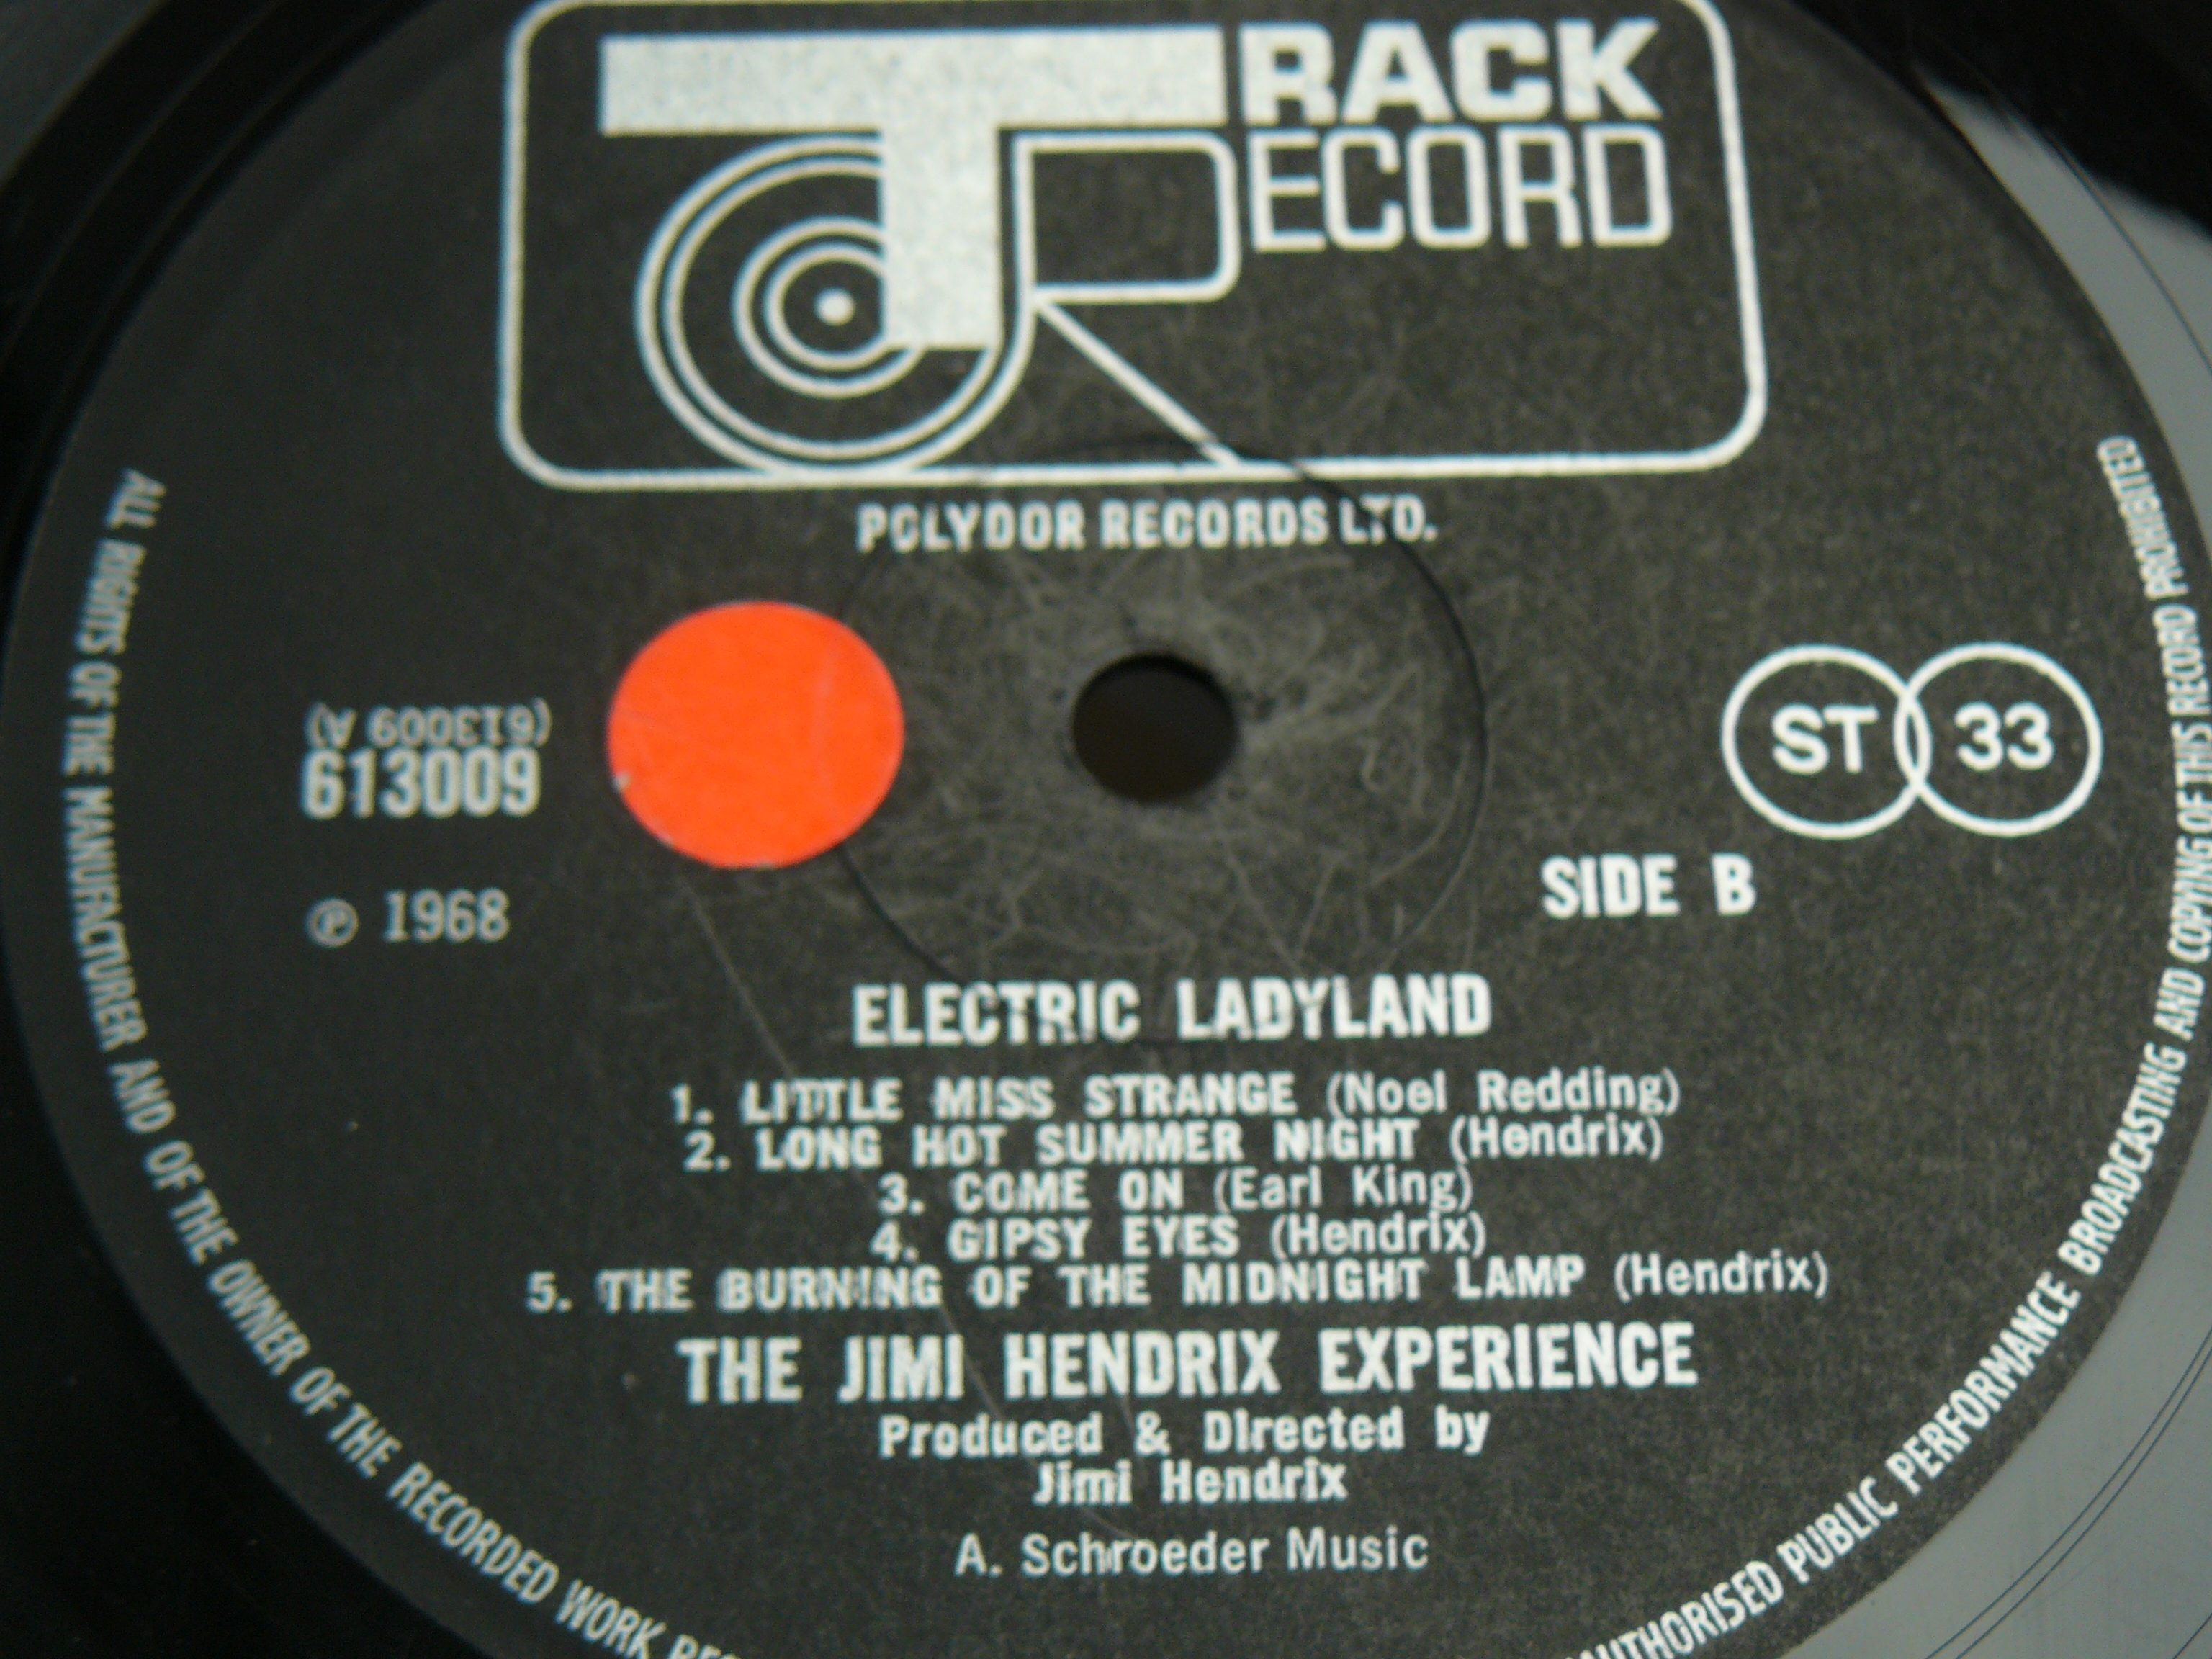 TRACK
RECORD
POLYDOR RECORDS LTD.
(613009 A)
613009
ST 33
SIDE B
℗ 1968
ELECTRIC LADYLAND
1. LITTLE MISS STRANGE (Noel Redding)
2. LONG HOT SUMMER NIGHT (Hendrix)
3. COME ON (Earl King)
4. GIPSY EYES (Hendrix)
5. THE BURNING OF THE MIDNIGHT LAMP (Hendrix)
THE JIMI HENDRIX EXPERIENCE
Produced & Directed by
Jimi Hendrix
A. Schroeder Music
ALL RIGHTS OF THE MANUFACTURER AND OF THE OWNER OF THE RECORDED WORK
AUTHORISED PUBLIC PERFORMANCE BROADCASTING AND COPYING OF THIS RECORD PROHIBITED